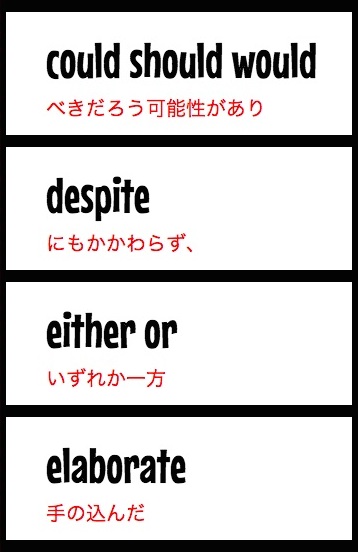 could should would
べきだろう可能性があり
despite
にもかかわらず、
either or
いずれか一方
elaborate
手の込んだ